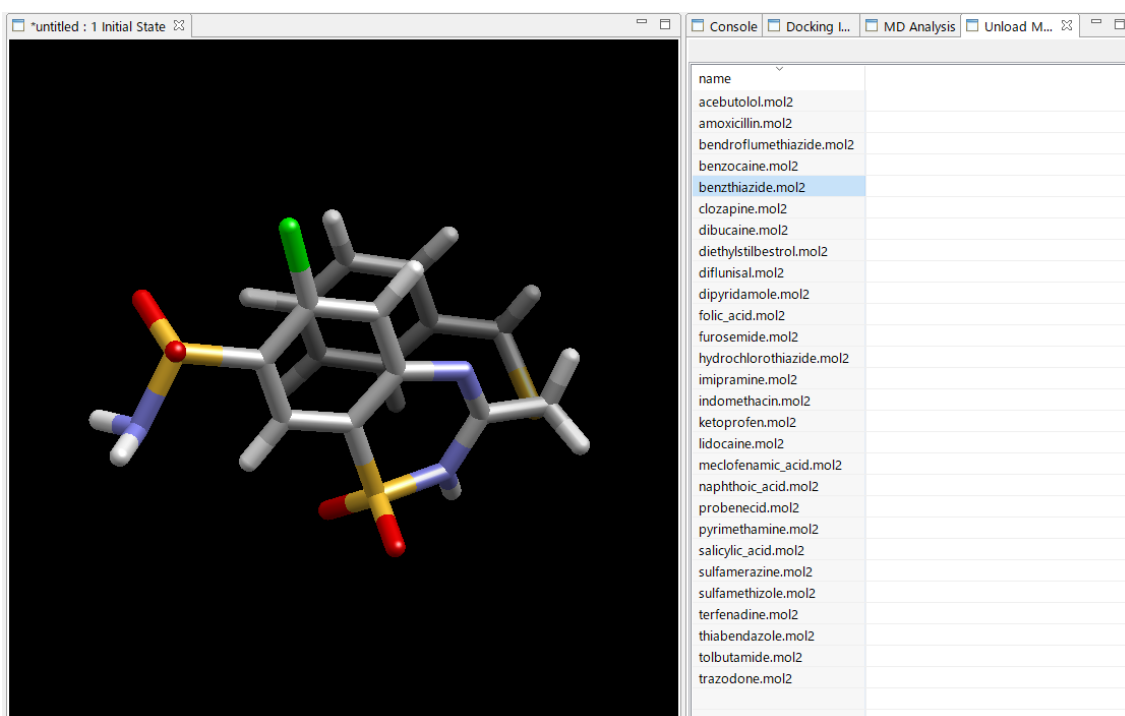 *untitled : 1 Initial State
Console Docking I... MD Analysis Unload M...
name
acebutolol.mol2
amoxicillin.mol2
bendroflumethiazide.mol2
benzocaine.mol2
benzthiazide.mol2
clozapine.mol2
dibucaine.mol2
diethylstilbestrol.mol2
diflunisal.mol2
dipyridamole.mol2
folic_acid.mol2
furosemide.mol2
hydrochlorothiazide.mol2
imipramine.mol2
indomethacin.mol2
ketoprofen.mol2
lidocaine.mol2
meclofenamic_acid.mol2
naphthoic_acid.mol2
probenecid.mol2
pyrimethamine.mol2
salicylic_acid.mol2
sulfamerazine.mol2
sulfamethizole.mol2
terfenadine.mol2
thiabendazole.mol2
tolbutamide.mol2
trazodone.mol2